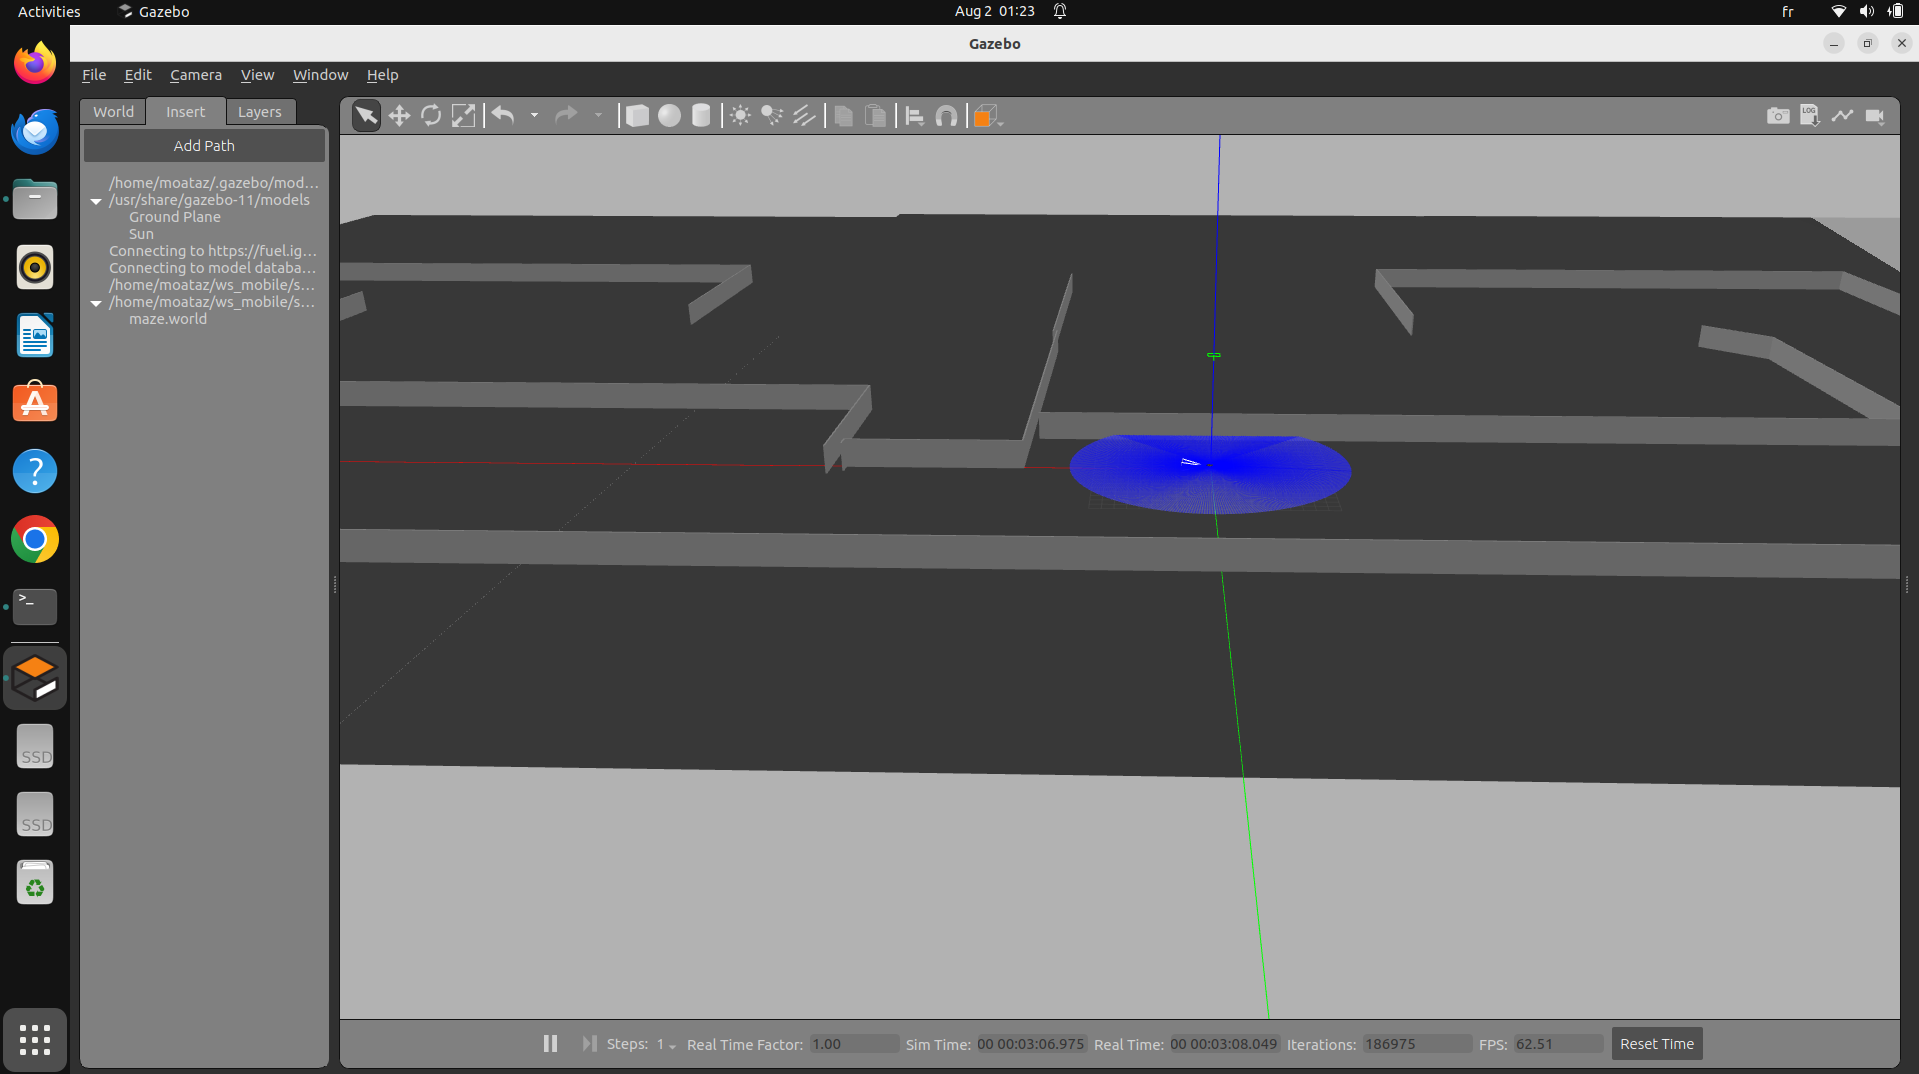 Activities Gazebo Aug 2 01:23 fr
Gazebo
File Edit Camera View Window Help
World Insert Layers
LOG
Add Path
/home/moataz/.gazebo/mod...
/usr/share/gazebo-11/models
Ground Plane
Sun
Connecting to https://fuel.ig...
Connecting to model databa...
/home/moataz/ws_mobile/s...
/home/moataz/ws_mobile/s...
maze.world
SSD
SSD
Steps: 1 Real Time Factor: 1.00 Sim Time: 00 00:03:06.975 Real Time: 00 00:03:08.049 Iterations: 186975 FPS: 62.51 Reset Time